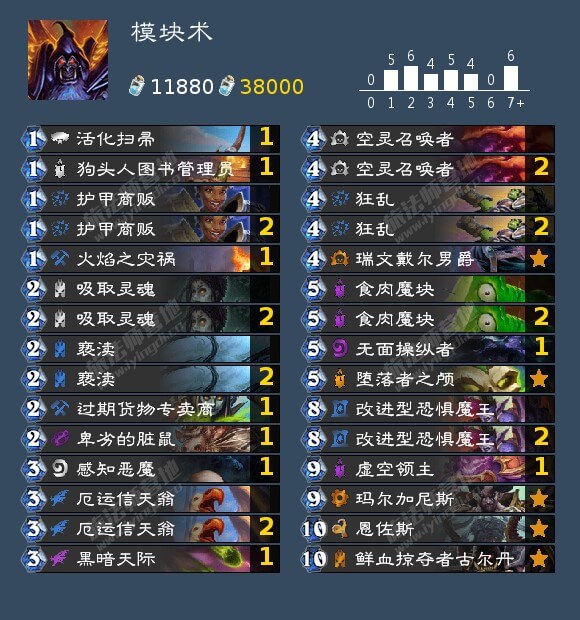 模块术
11880 38000
5 6 4 5 4 6
0 0
0 1 2 3 4 5 6 7+
1 活化扫帚 1
1 狗头人图书管理员 1
1 护甲商贩
1 护甲商贩 2
1 火焰之灾祸 1
2 吸取灵魂
2 吸取灵魂 2
2 亵渎
2 亵渎 2
2 过期货物专卖商 1
2 卑劣的脏鼠 1
3 感知恶魔 1
3 厄运信天翁
3 厄运信天翁 2
3 黑暗天际 1
4 空灵召唤者
4 空灵召唤者 2
4 狂乱
4 狂乱 2
4 瑞文戴尔男爵
5 食肉魔块
5 食肉魔块 2
5 无面操纵者 1
5 堕落者之颅
8 改进型恐惧魔王
8 改进型恐惧魔王 2
9 虚空领主 1
9 玛尔加尼斯
10 恩佐斯
10 鲜血掠夺者古尔丹